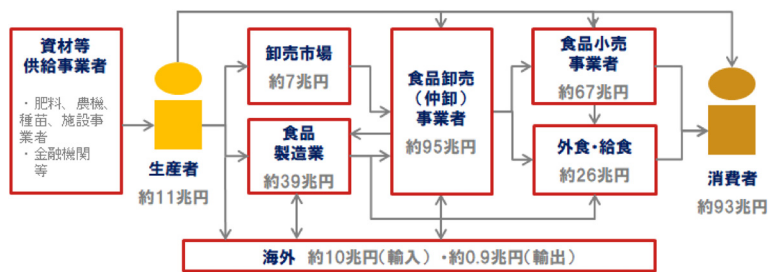 資材等
供給事業者
・肥料、農機、
種苗、施設事
業者
・金融機関
等
生産者
約11兆円
卸売市場
約7兆円
食品
製造業
約39兆円
食品卸売
（仲卸）
事業者
約95兆円
食品小売
事業者
約67兆円
外食・給食
約26兆円
消費者
約93兆円
海外 約10兆円（輸入）・約0.9兆円（輸出）